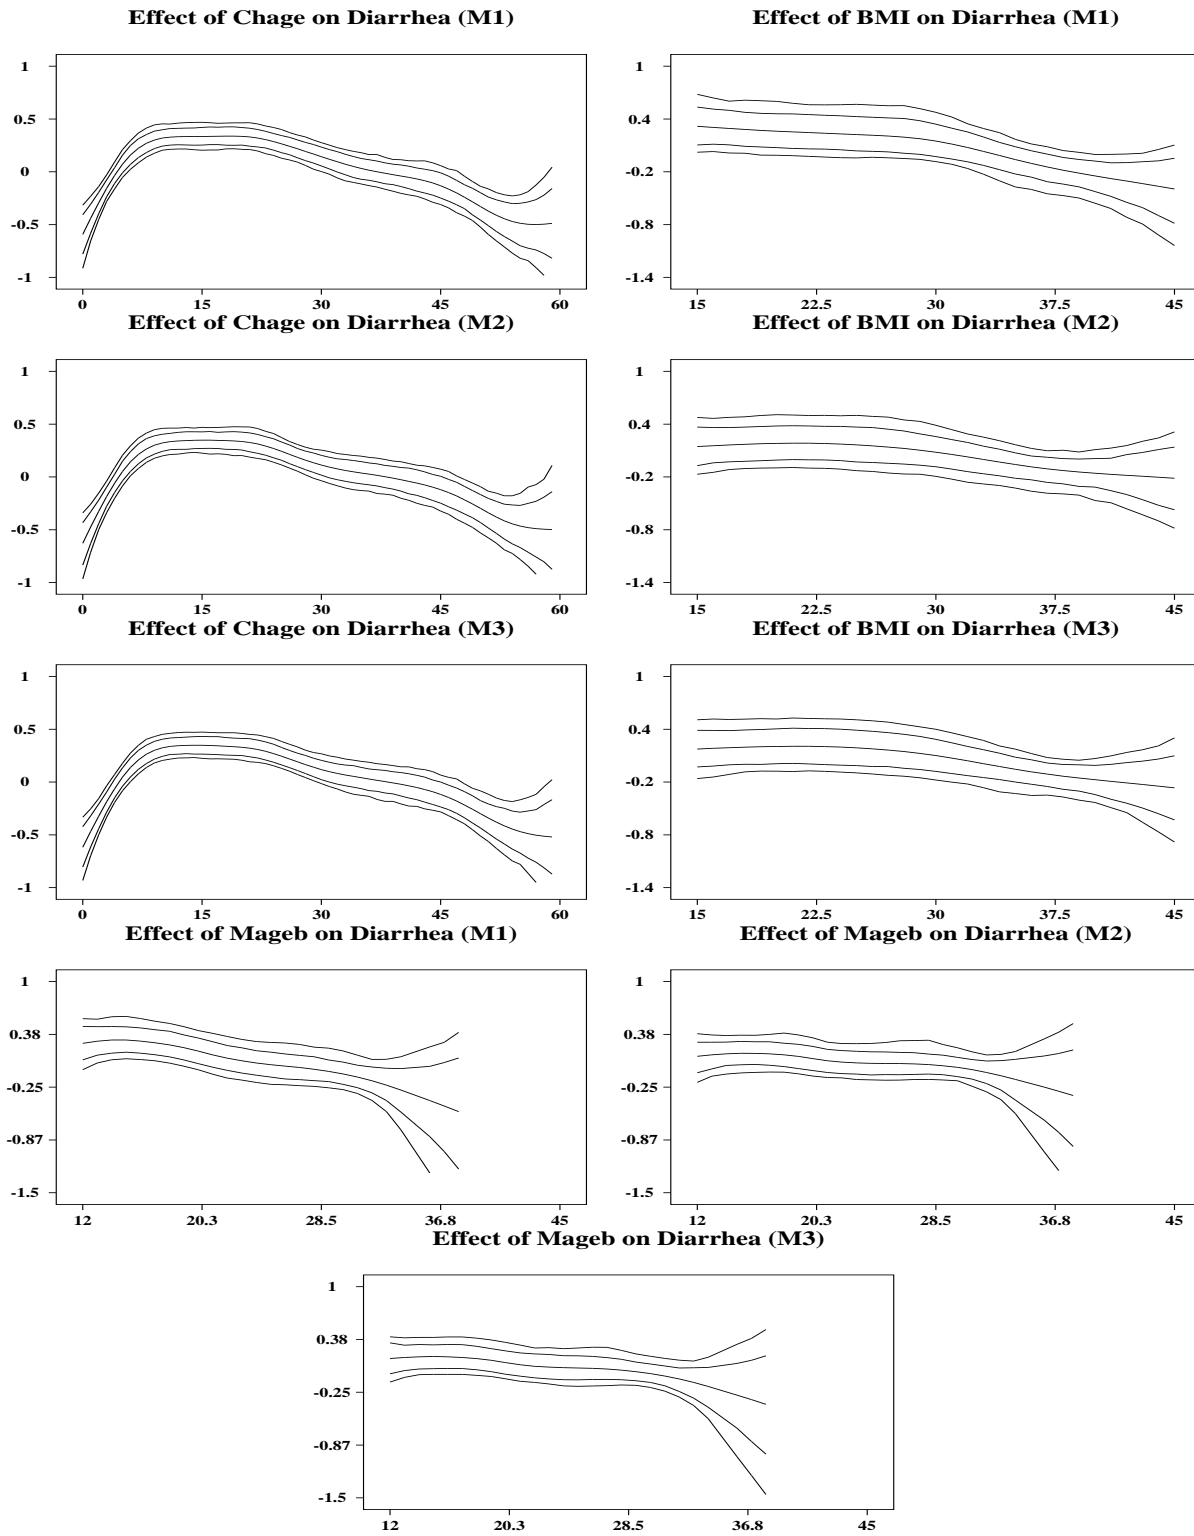 Effect of Chage on Diarrhea (M1)
1
0.5
0
-0.5
-1
0 15 30 45 60
Effect of BMI on Diarrhea (M1)
1
0.4
-0.2
-0.8
-1.4
15 22.5 30 37.5 45
Effect of Chage on Diarrhea (M2)
1
0.5
0
-0.5
-1
0 15 30 45 60
Effect of BMI on Diarrhea (M2)
1
0.4
-0.2
-0.8
-1.4
15 22.5 30 37.5 45
Effect of Chage on Diarrhea (M3)
1
0.5
0
-0.5
-1
0 15 30 45 60
Effect of BMI on Diarrhea (M3)
1
0.4
-0.2
-0.8
-1.4
15 22.5 30 37.5 45
Effect of Mageb on Diarrhea (M1)
1
0.38
-0.25
-0.87
-1.5
12 20.3 28.5 36.8 45
Effect of Mageb on Diarrhea (M2)
1
0.38
-0.25
-0.87
-1.5
12 20.3 28.5 36.8 45
Effect of Mageb on Diarrhea (M3)
1
0.38
-0.25
-0.87
-1.5
12 20.3 28.5 36.8 45